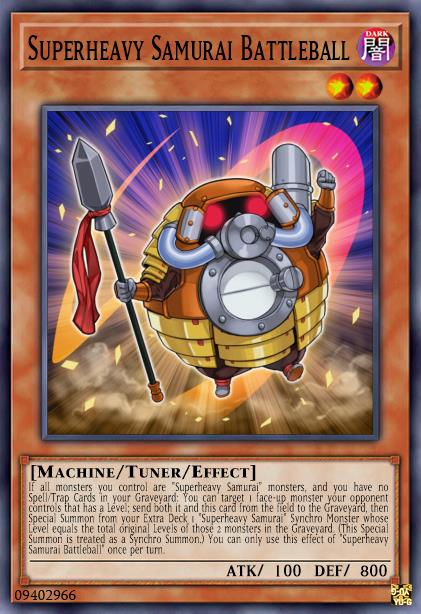 SUPERHEAVY SAMURAI BATTLEBALL
DARK
闇
[MACHINE/TUNER/EFFECT]
If all monsters you control are "Superheavy Samurai" monsters, and you have no
Spell/Trap Cards in your Graveyard: You can target 1 face-up monster your opponent
controls that has a Level; send both it and this card from the field to the Graveyard, then
Special Summon from your Extra Deck 1 "Superheavy Samurai" Synchro Monster whose
Level equals the total original Levels of those 2 monsters in the Graveyard. (This Special
Summon is treated as a Synchro Summon.) You can only use this effect of "Superheavy
Samurai Battleball" once per turn.
ATK/ 100 DEF/ 800
09402966